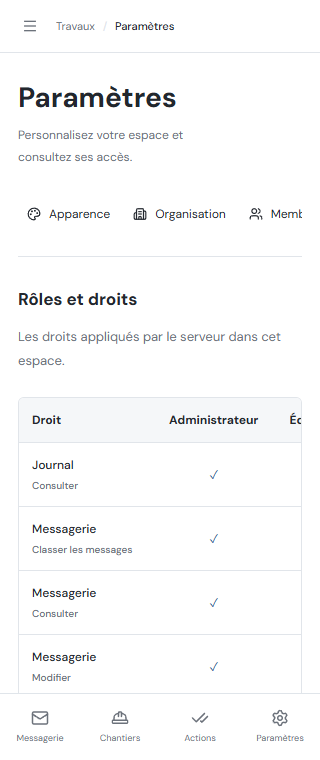 Travaux / Paramètres
Paramètres
Personnalisez votre espace et
consultez ses accès.
Apparence Organisation Memb
Rôles et droits
Les droits appliqués par le serveur dans cet
espace.
Droit Administrateur Éc
Journal
Consulter
Messagerie
Classer les messages
Messagerie
Consulter
Messagerie
Modifier
Messagerie Chantiers Actions Paramètres